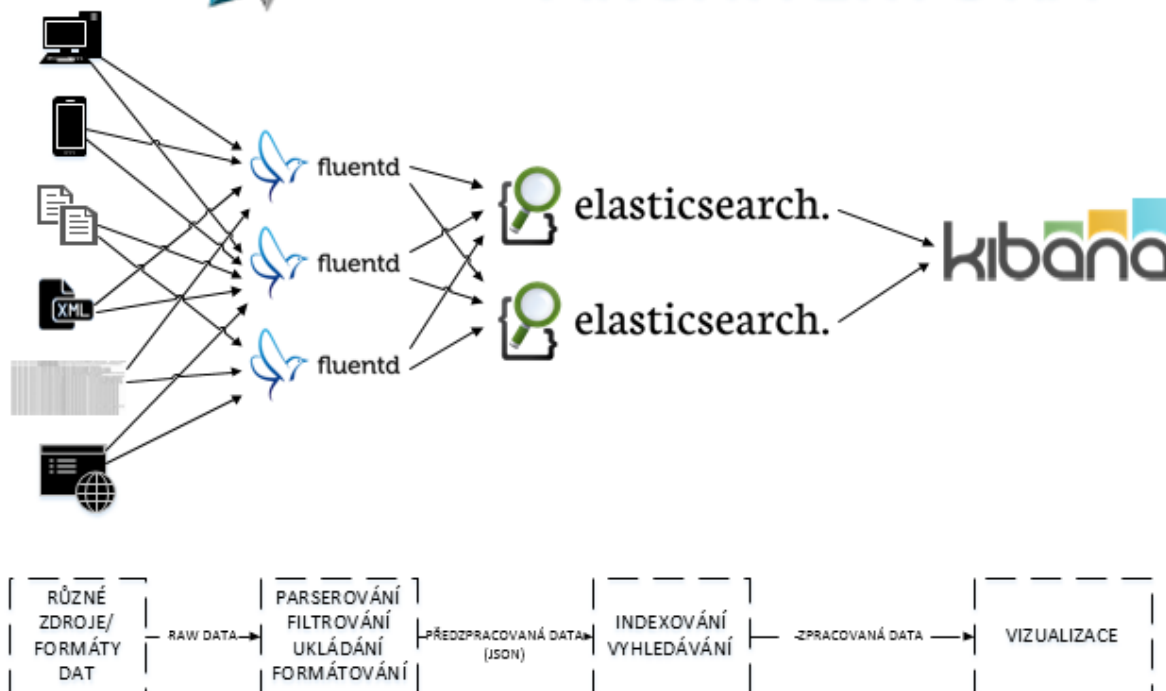 fluentd
fluentd
fluentd
elasticsearch.
elasticsearch.
kibana
XML
RŮZNÉ
ZDROJE/
FORMÁTY
DAT
RAW DATA
PARSEROVÁNÍ
FILTROVÁNÍ
UKLÁDÁNÍ
FORMÁTOVÁNÍ
PŘEDZPRACOVANÁ DATA
(JSON)
INDEXOVÁNÍ
VYHLEDÁVÁNÍ
ZPRACOVANÁ DATA
VIZUALIZACE